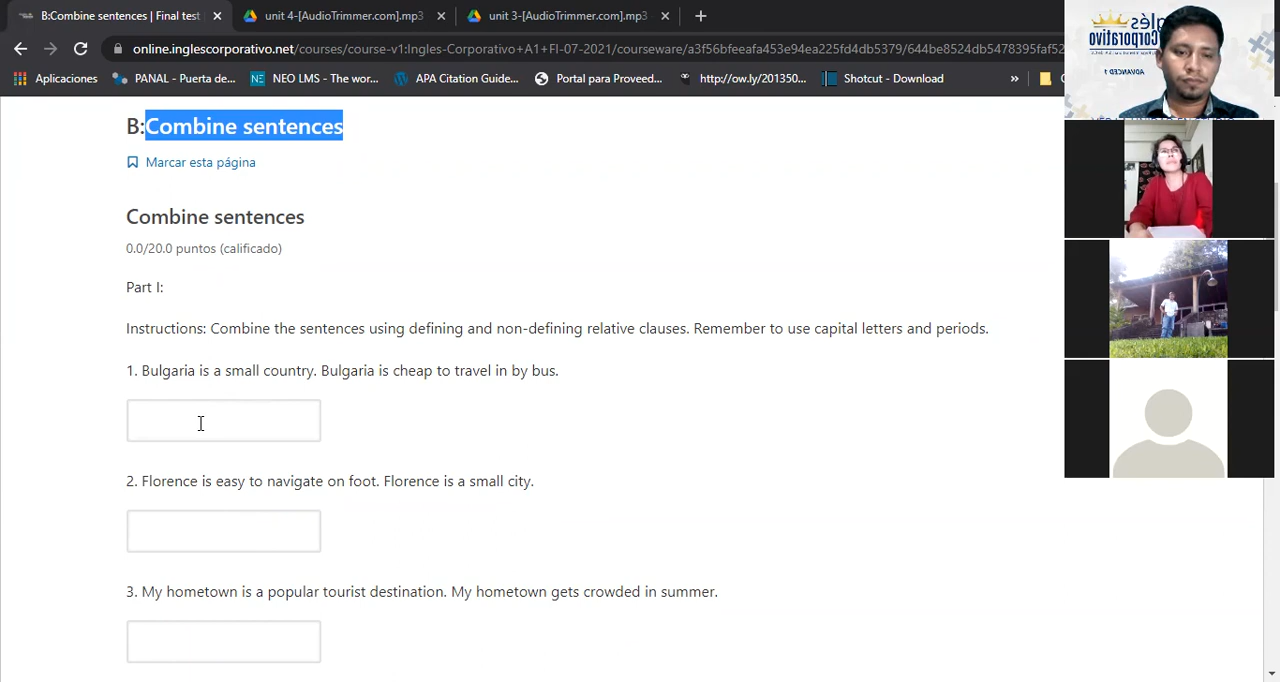 B:Combine sentences | Final test
unit 4-[AudioTrimmer.com].mp3
unit 3-[AudioTrimmer.com].mp3
online.inglescorporativo.net/courses/course-v1:Ingles-Corporativo+A1+FI-07-2021/courseware/a3f56bfeeafa453e94ea225fd4db5379/644be8524db5478395faf52
Aplicaciones
PANAL - Puerta de...
NEO LMS - The wor...
APA Citation Guide...
Portal para Proveed...
http://ow.ly/201350...
Shotcut - Download
»
Inglés
Corporativo
ADVANCED 1
B:Combine sentences
Marcar esta página
Combine sentences
0.0/20.0 puntos (calificado)
Part I:
Instructions: Combine the sentences using defining and non-defining relative clauses. Remember to use capital letters and periods.
1. Bulgaria is a small country. Bulgaria is cheap to travel in by bus.
2. Florence is easy to navigate on foot. Florence is a small city.
3. My hometown is a popular tourist destination. My hometown gets crowded in summer.